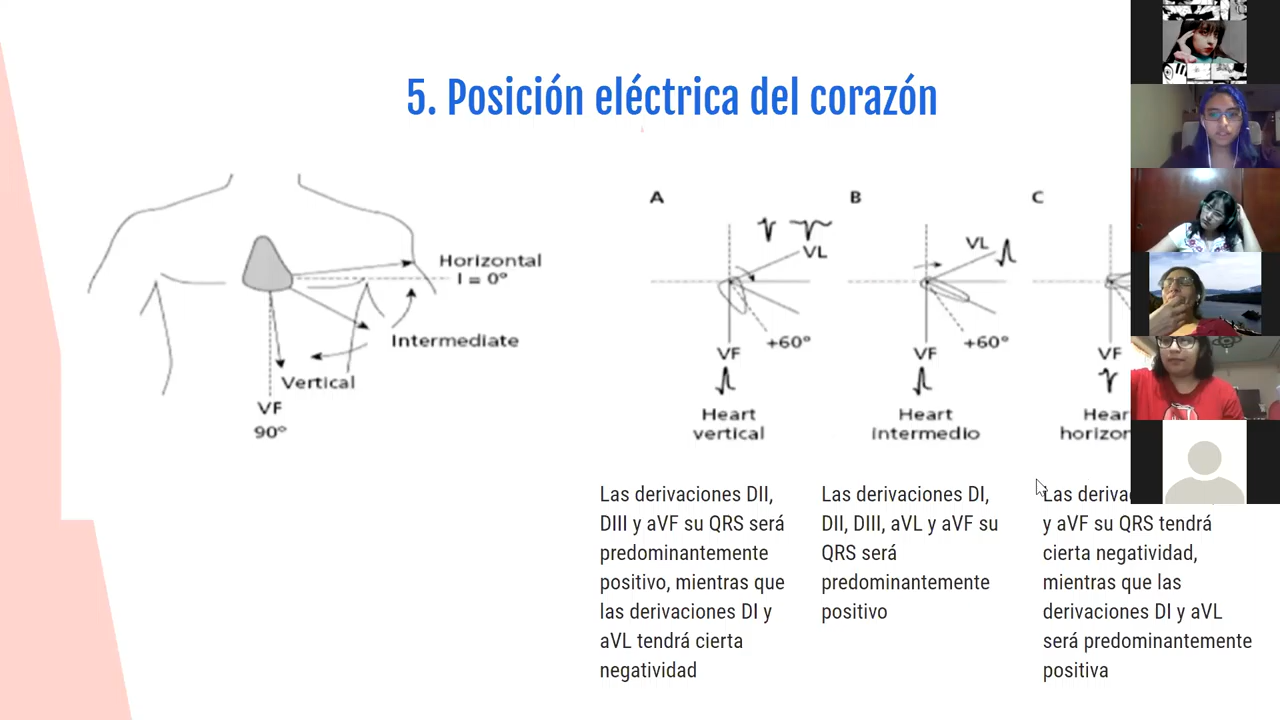 5. Posición eléctrica del corazón
Horizontal
I = 0°
Intermediate
Vertical
VF
90°
A
VL
+60°
VF
Heart
vertical
B
VL
+60°
VF
Heart
intermedio
C
VF
Las derivaciones DII,
DIII y aVF su QRS será
predominantemente
positivo, mientras que
las derivaciones DI y
aVL tendrá cierta
negatividad
Las derivaciones DI,
DII, DIII, aVL y aVF su
QRS será
predominantemente
positivo
Las
y aVF su QRS tendrá
cierta negatividad,
mientras que las
derivaciones DI y aVL
será predominantemente
positiva